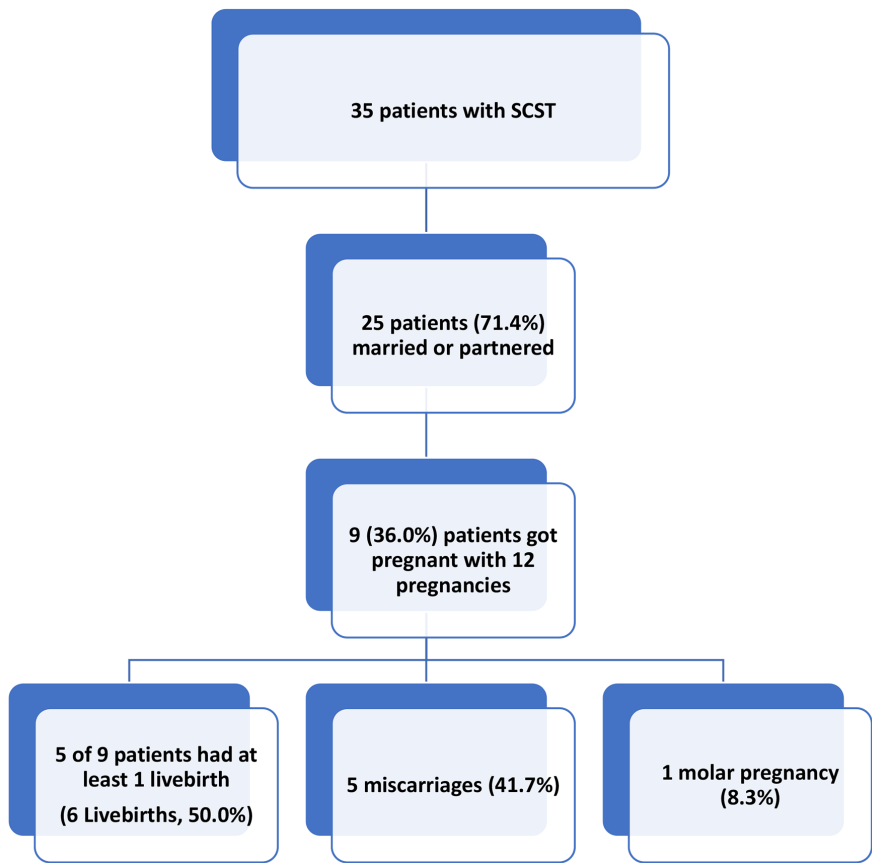 35 patients with SCST
25 patients (71.4%)
married or partnered
9 (36.0%) patients got
pregnant with 12
pregnancies
5 of 9 patients had at
least 1 livebirth
(6 Livebirths, 50.0%)
5 miscarriages (41.7%)
1 molar pregnancy
(8.3%)